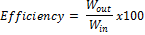 Efficiency = W_out / W_in x100